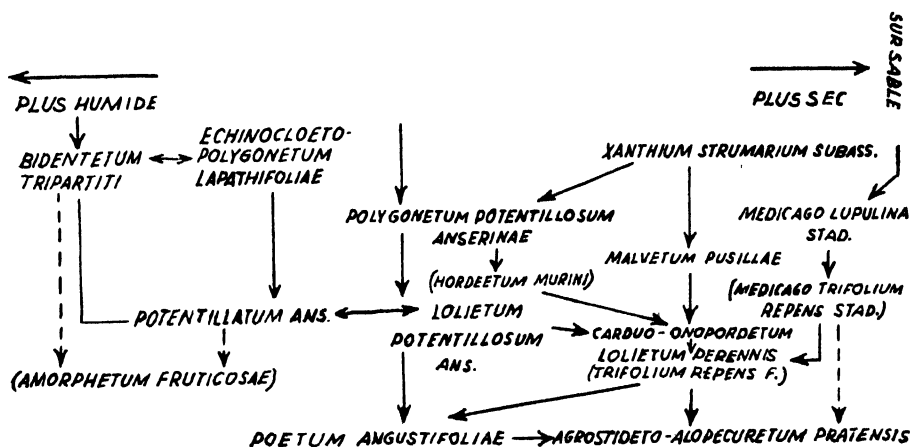 SUR SABLE
PLUS HUMIDE
PLUS SEC
ECHINOCLOETO-
BIDENTETUM
POLYGONETUM
TRIPARTITI
LAPATHIFOLIAE
XANTHIUM STRUMARIUM SUBASS.
POLYGONETUM POTENTILLOSUM
ANSERINAE
MEDICAGO LUPULINA
STAD.
MALVETUM PUSILLAE
(HORDEETUM MURINI)
(MEDICAGO TRIFOLIUM
REPENS STAD.)
POTENTILLATUM ANS.
LOLIETUM
POTENTILLOSUM
ANS.
CARDUO-ONOPORDETUM
LOLIETUM PERENNIS
(TRIFOLIUM REPENS F.)
(AMORPHETUM FRUTICOSAE)
POETUM ANGUSTIFOLIAE
AGROSTIDETO-ALOPECURETUM PRATENSIS